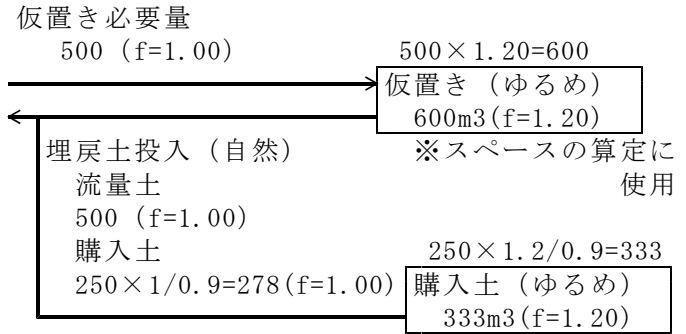 仮置き必要量
500 (f=1.00)
500×1.20=600
仮置き（ゆるめ）
600m3(f=1.20)
※スペースの算定に
使用
埋戻土投入（自然）
流量土
500 (f=1.00)
購入土
250×1/0.9=278(f=1.00)
250×1.2/0.9=333
購入土（ゆるめ）
333m3(f=1.20)